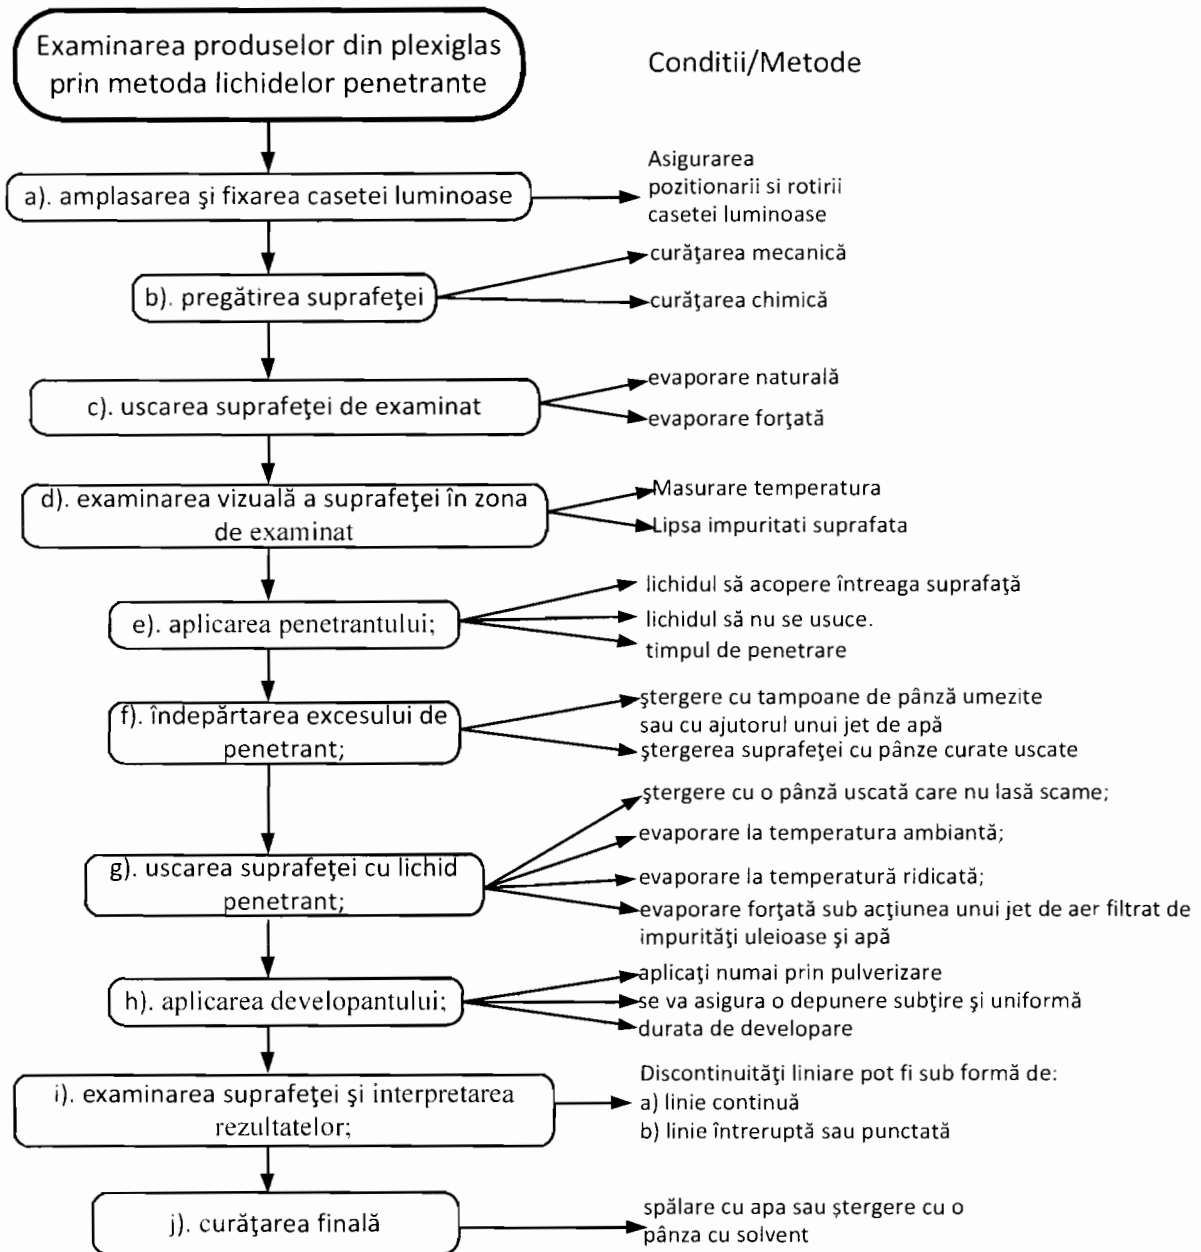 Examinarea produselor din plexiglas
prin metoda lichidelor penetrante
Conditii/Metode
a). amplasarea şi fixarea casetei luminoase
Asigurarea
pozitionarii si rotirii
casetei luminoase
b). pregătirea suprafeţei
curăţarea mecanică
curăţarea chimică
c). uscarea suprafeţei de examinat
evaporare naturală
evaporare forţată
d). examinarea vizuală a suprafeţei în zona
de examinat
Masurare temperatura
Lipsa impuritati suprafata
e). aplicarea penetrantului;
lichidul să acopere întreaga suprafaţă
lichidul să nu se usuce.
timpul de penetrare
f). îndepărtarea excesului de
penetrant;
ştergere cu tampoane de pânză umezite
sau cu ajutorul unui jet de apă
ştergerea suprafeţei cu pânze curate uscate
g). uscarea suprafeţei cu lichid
penetrant;
ştergere cu o pânză uscată care nu lasă scame;
evaporare la temperatura ambiantă;
evaporare la temperatură ridicată;
evaporare forţată sub acţiunea unui jet de aer filtrat de
impurităţi uleioase şi apă
h). aplicarea developantului;
aplicaţi numai prin pulverizare
se va asigura o depunere subţire şi uniformă
durata de developare
i). examinarea suprafeţei şi interpretarea
rezultatelor;
Discontinuităţi liniare pot fi sub formă de:
a) linie continuă
b) linie întreruptă sau punctată
j). curăţarea finală
spălare cu apa sau ştergere cu o
pânza cu solvent